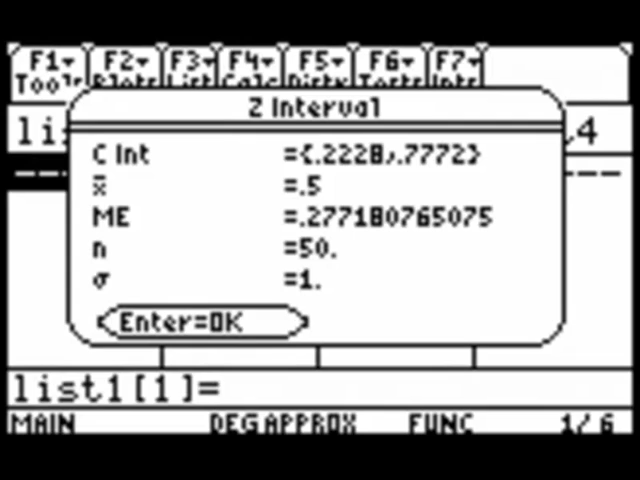 F1 F2 F3 F4 F5 F6 F7
Z Interval
C Int ={.2228,.7772}
x̄ =.5
ME =.277180765075
n =50.
σ =1.
Enter=OK
list1[1]=
MAIN DEG APPROX FUNC 1/6